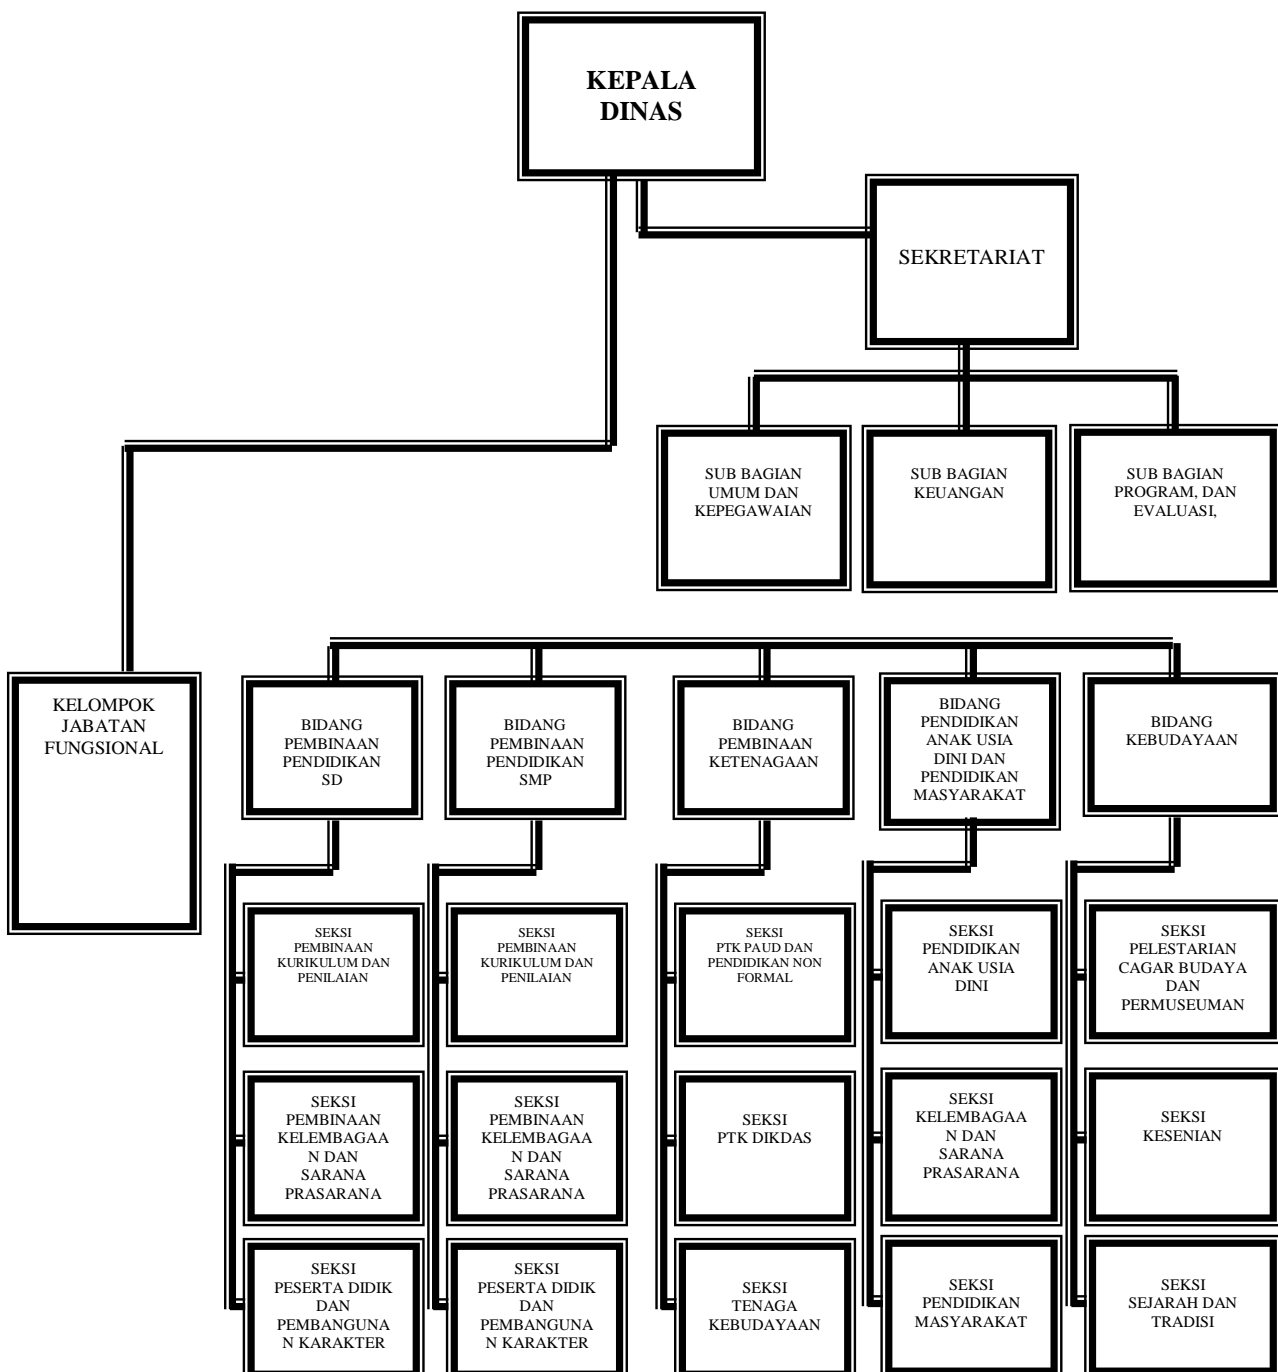 KEPALA
DINAS
SEKRETARIAT
SUB BAGIAN
UMUM DAN
KEPEGAWAIAN
SUB BAGIAN
KEUANGAN
SUB BAGIAN
PROGRAM, DAN
EVALUASI,
KELOMPOK
JABATAN
FUNGSIONAL
BIDANG
PEMBINAAN
PENDIDIKAN
SD
BIDANG
PEMBINAAN
PENDIDIKAN
SMP
BIDANG
PEMBINAAN
KETENAGAAN
BIDANG
PENDIDIKAN
ANAK USIA
DINI DAN
PENDIDIKAN
MASYARAKAT
BIDANG
KEBUDAYAAN
SEKSI
PEMBINAAN
KURIKULUM DAN
PENILAIAN
SEKSI
PEMBINAAN
KURIKULUM DAN
PENILAIAN
SEKSI
PTK PAUD DAN
PENDIDIKAN NON
FORMAL
SEKSI
PENDIDIKAN
ANAK USIA
DINI
SEKSI
PELESTARIAN
CAGAR BUDAYA
DAN
PERMUSEUMAN
SEKSI
PEMBINAAN
KELEMBAGAA
N DAN
SARANA
PRASARANA
SEKSI
PEMBINAAN
KELEMBAGAA
N DAN
SARANA
PRASARANA
SEKSI
PTK DIKDAS
SEKSI
KELEMBAGAA
N DAN
SARANA
PRASARANA
SEKSI
KESENIAN
SEKSI
PESERTA DIDIK
DAN
PEMBANGUNA
N KARAKTER
SEKSI
PESERTA DIDIK
DAN
PEMBANGUNA
N KARAKTER
SEKSI
TENAGA
KEBUDAYAAN
SEKSI
PENDIDIKAN
MASYARAKAT
SEKSI
SEJARAH DAN
TRADISI